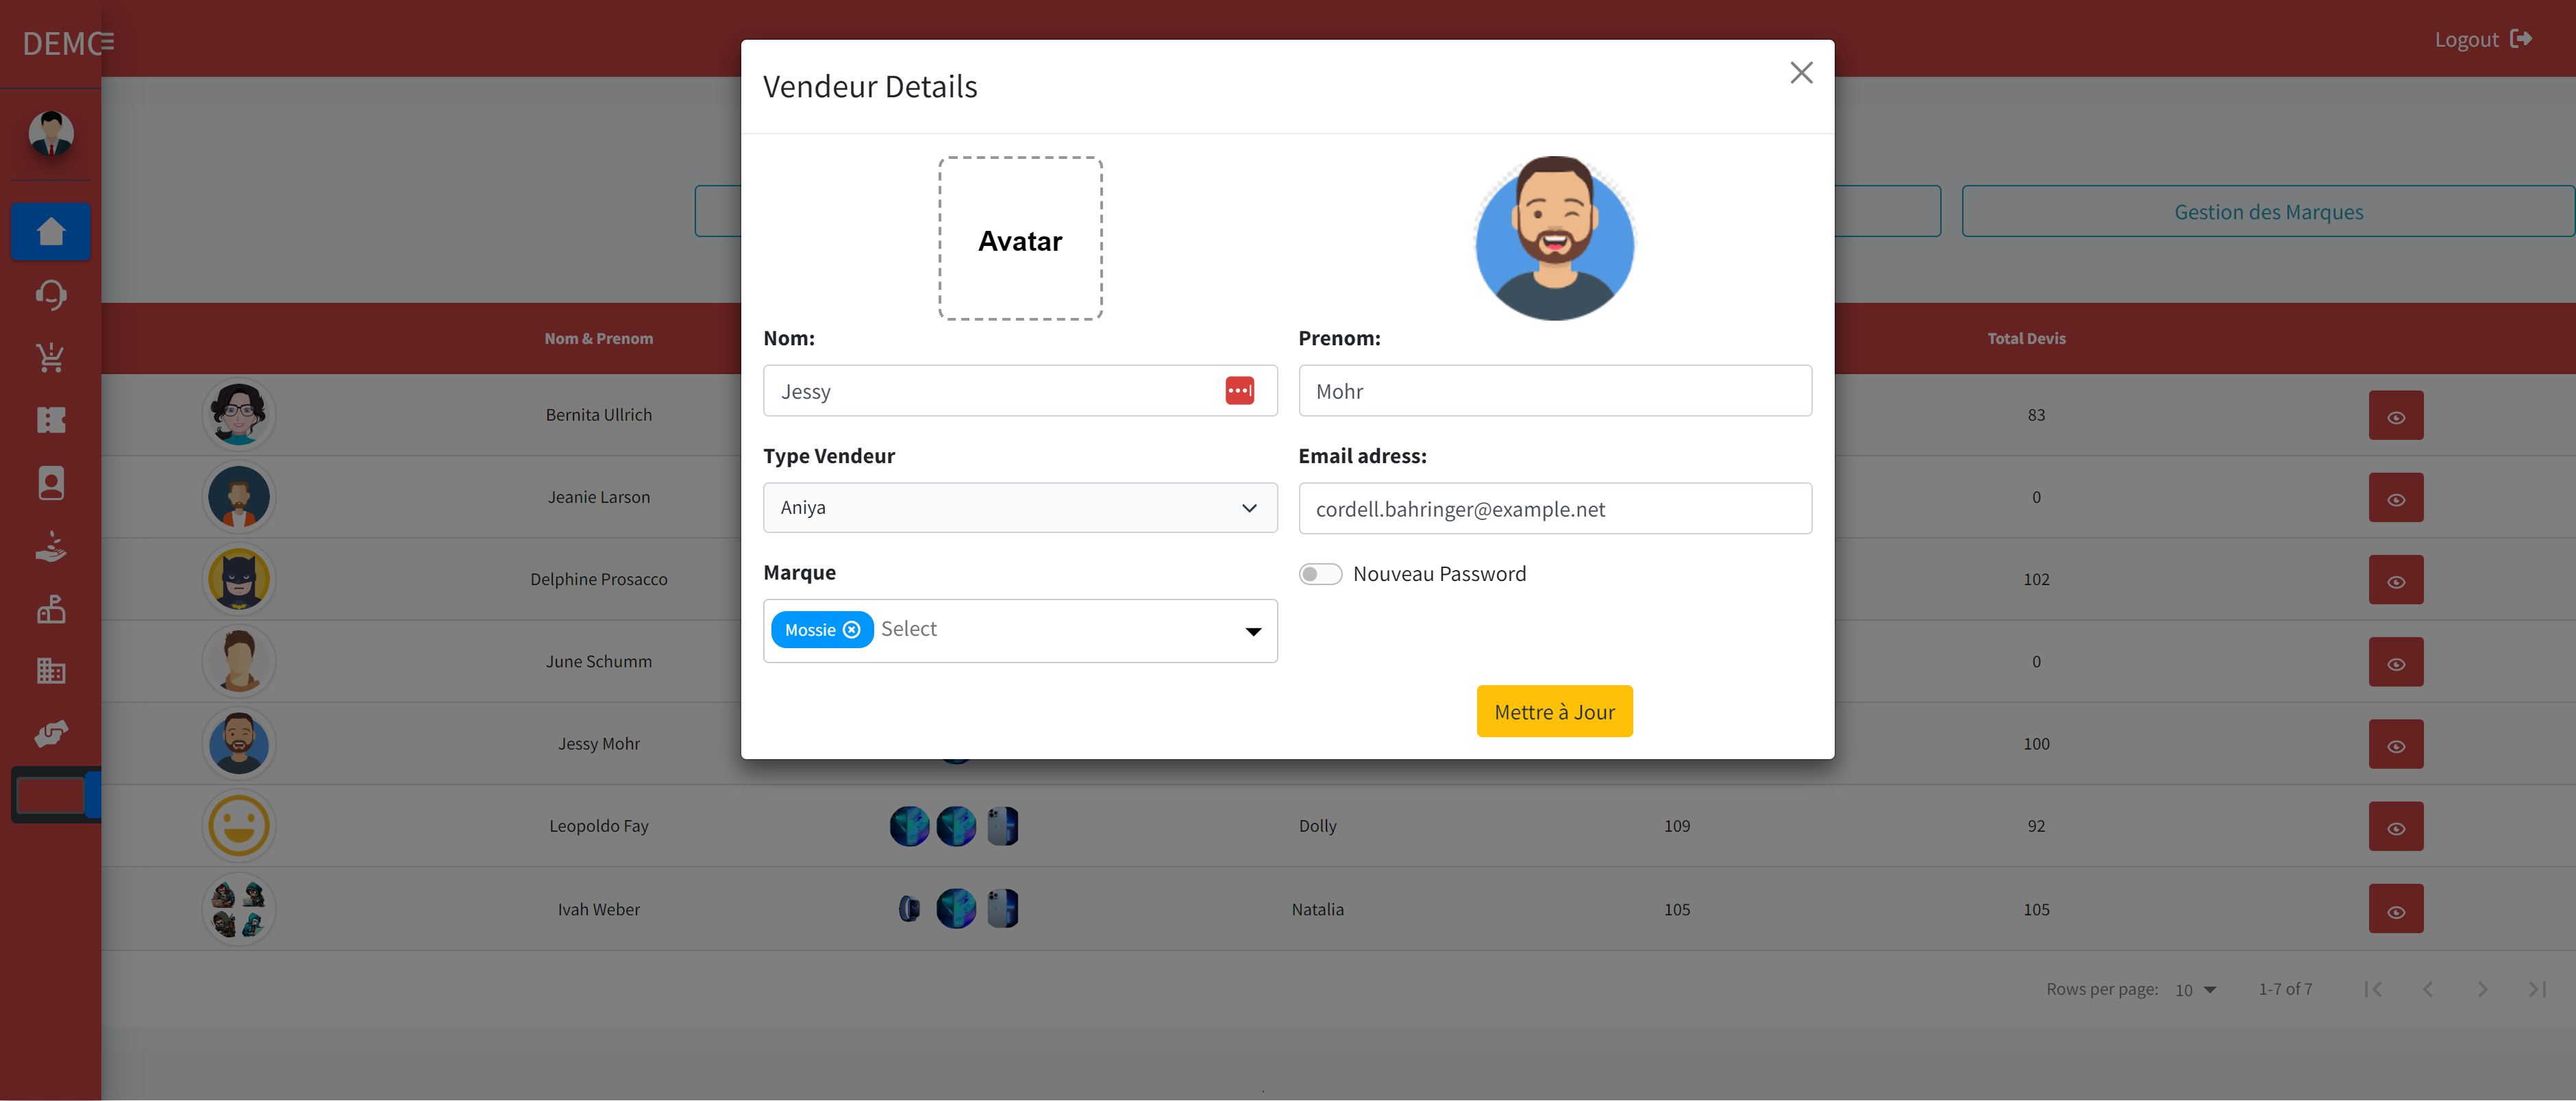 DEMO
Logout
Vendeur Details
Avatar
Gestion des Marques
Nom: Prenom:
Jessy Mohr
Type Vendeur Email adress:
Aniya cordell.bahringer@example.net
Marque Nouveau Password
Mossie Select
Mettre à Jour
Nom & Prenom Total Devis
Bernita Ullrich 83
Jeanie Larson 0
Delphine Prosacco 102
June Schumm 0
Jessy Mohr 100
Leopoldo Fay Dolly 109 92
Ivah Weber Natalia 105 105
Rows per page: 10 1-7 of 7